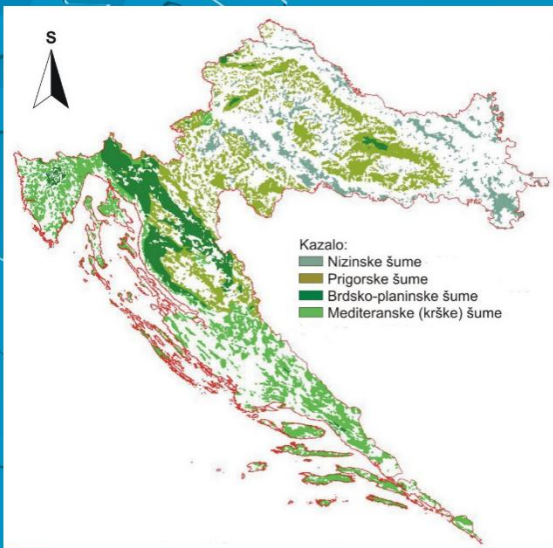 S
Kazalo:
Nizinske šume
Prigorske šume
Brdsko-planinske šume
Mediteranske (krške) šume